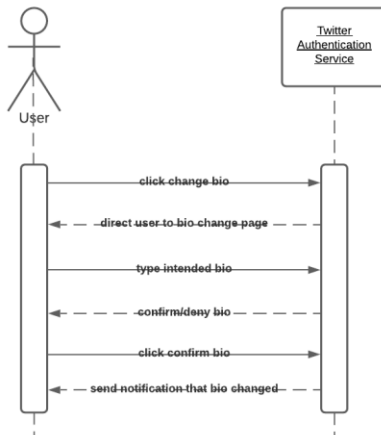 Twitter
Authentication
Service
User
click change bio
direct user to bio change page
type intended bio
confirm/deny bio
click confirm bio
send notification that bio changed